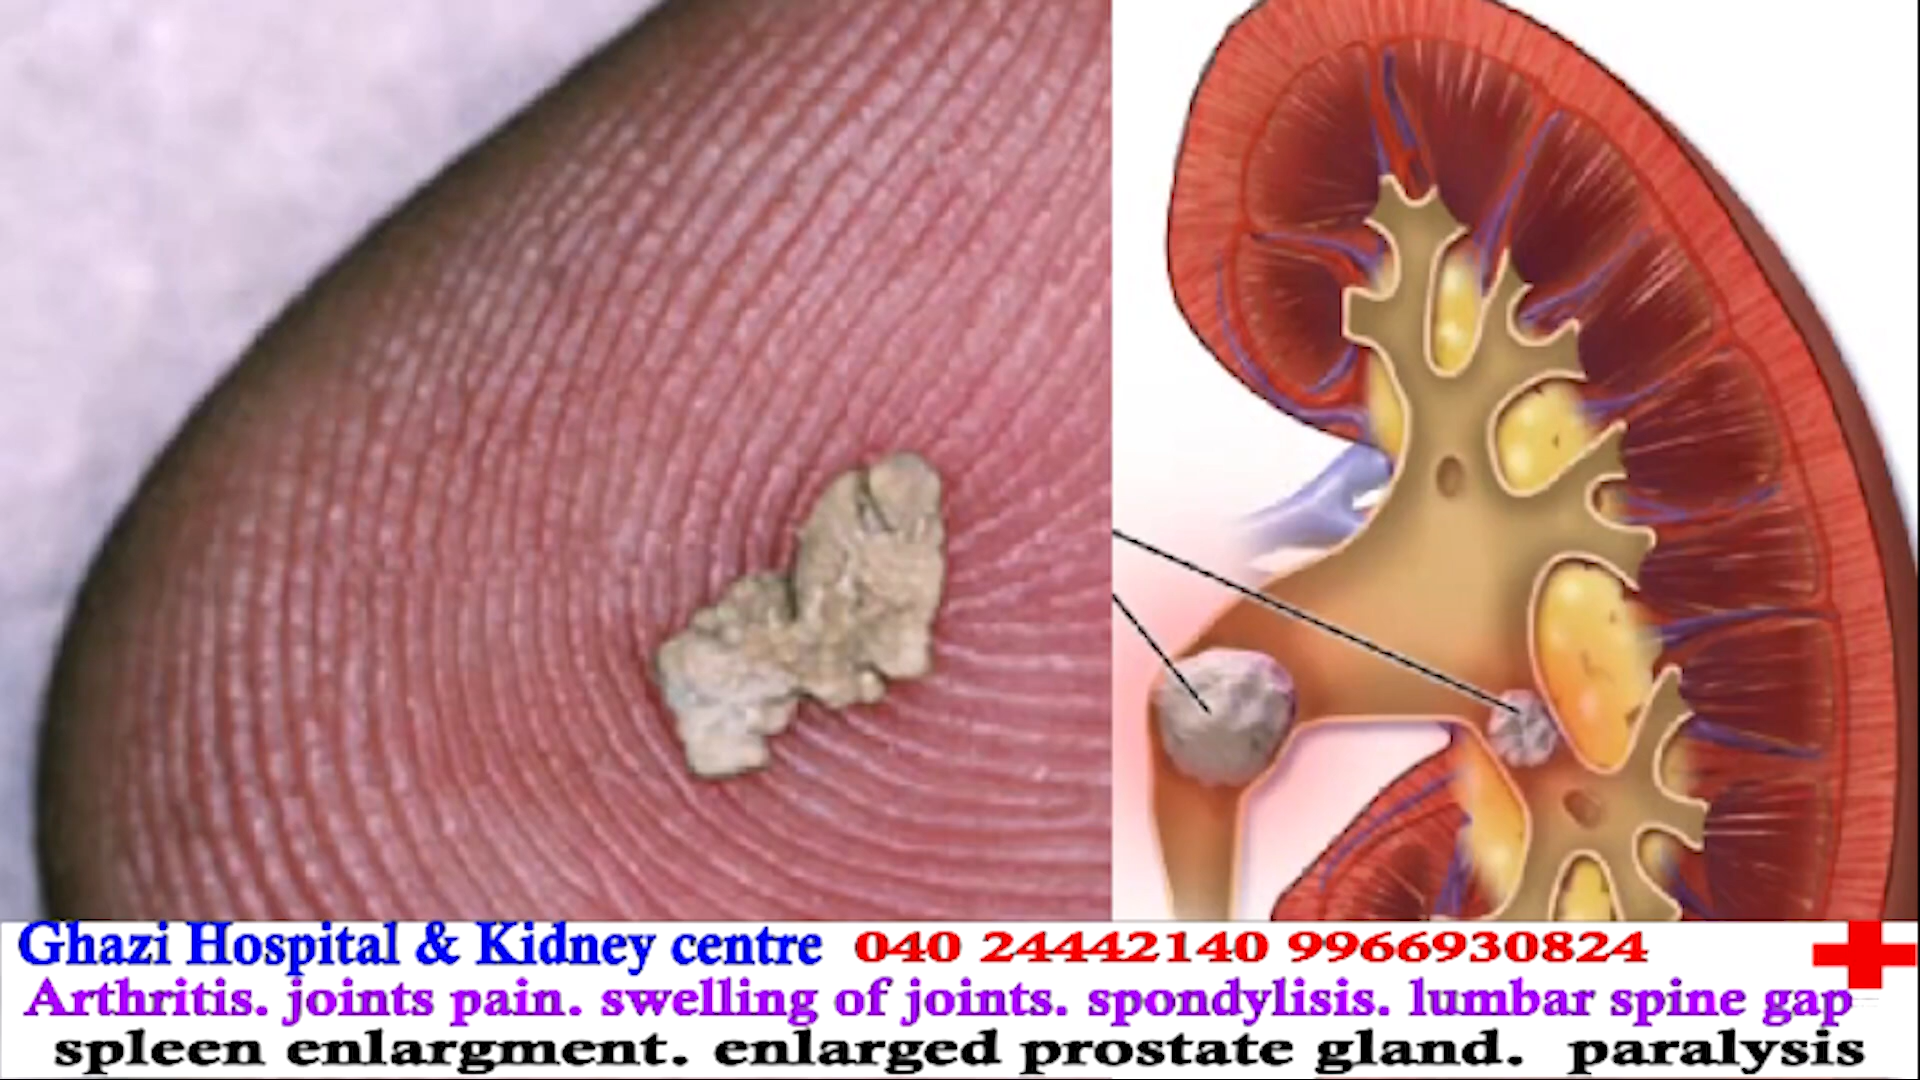 Ghazi Hospital & Kidney centre 040 24442140 9966930824
Arthritis. joints pain. swelling of joints. spondylisis. lumbar spine gap
spleen enlargment. enlarged prostate gland. paralysis